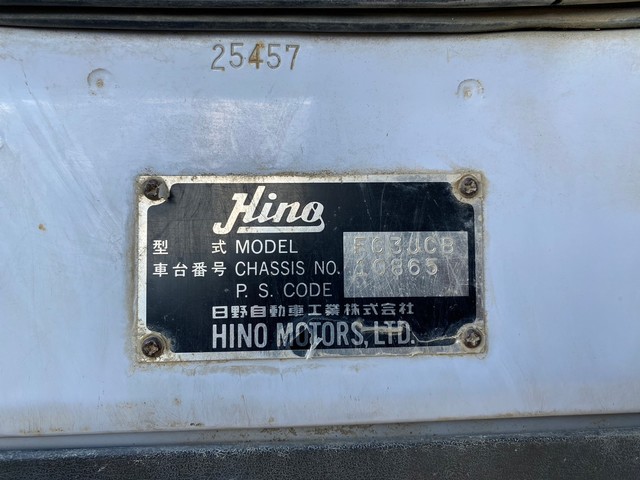 25457
Hino
型 式 MODEL FC3JCB
車台番号 CHASSIS NO. 10865
P. S. CODE
日野自動車工業株式会社
HINO MOTORS, LTD.